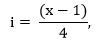 i = (x − 1)/4,